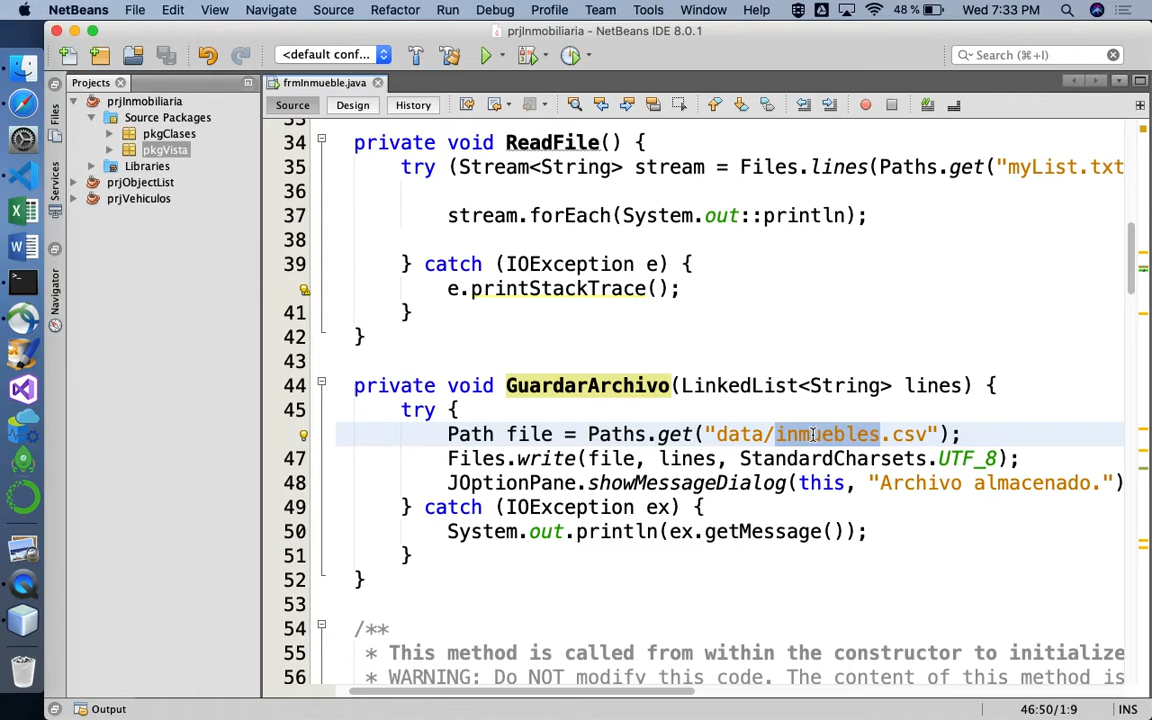 NetBeans File Edit View Navigate Source Refactor Run Debug Profile Team Tools Window Help 48 % Wed 7:33 PM
prjInmobiliaria - NetBeans IDE 8.0.1
<default conf... Search (⌘+I)
Projects
frmInmueble.java
Source Design History
prjInmobiliaria
Source Packages
pkgClases
pkgVista
Libraries
prjObjectList
prjVehiculos
Files
Services
Navigator
33
34 private void ReadFile() {
35 try (Stream<String> stream = Files.lines(Paths.get("myList.txt
36
37 stream.forEach(System.out::println);
38
39 } catch (IOException e) {
e.printStackTrace();
41 }
42 }
43
44 private void GuardarArchivo(LinkedList<String> lines) {
45 try {
Path file = Paths.get("data/inmuebles.csv");
47 Files.write(file, lines, StandardCharsets.UTF_8);
48 JOptionPane.showMessageDialog(this, "Archivo almacenado.")
49 } catch (IOException ex) {
50 System.out.println(ex.getMessage());
51 }
52 }
53
54 /**
55 * This method is called from within the constructor to initialize
56 * WARNING: Do NOT modify this code. The content of this method is
Output 46:50/1:9 INS